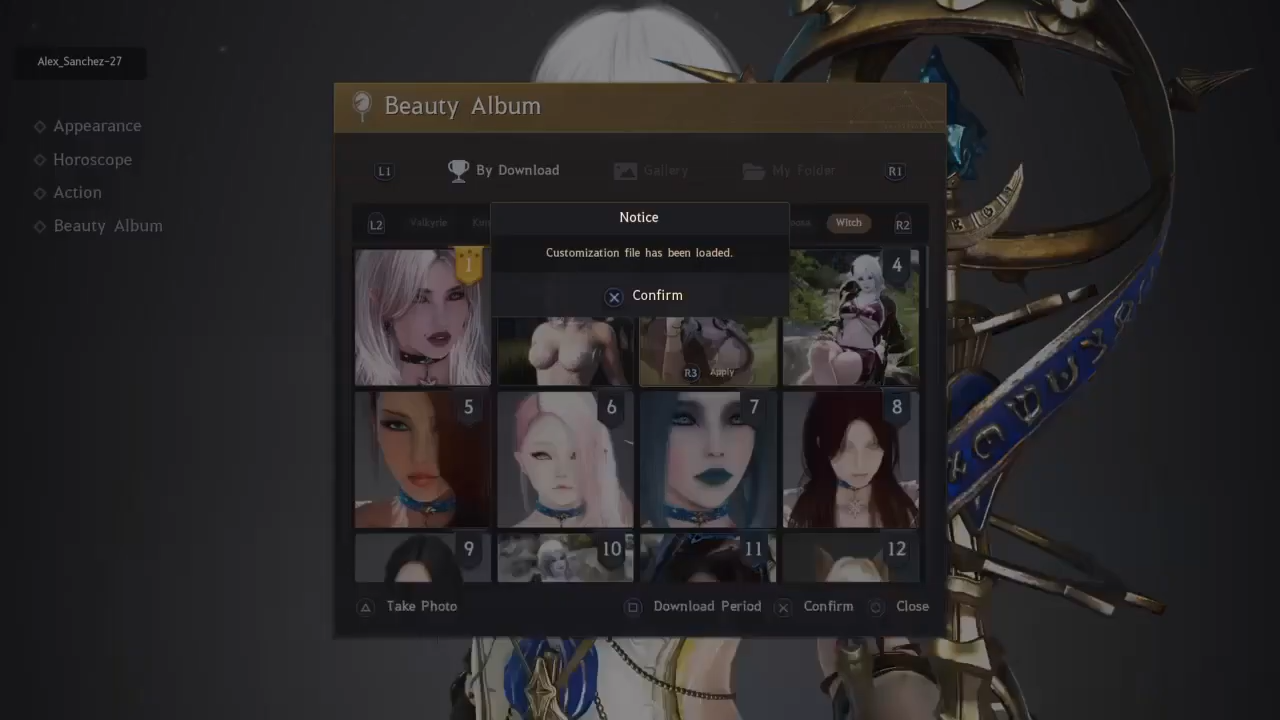 Alex_Sanchez-27
Appearance
Horoscope
Action
Beauty Album
Beauty Album
L1
By Download
Gallery
My Folder
R1
L2
Valkyrie
Witch
R2
Notice
Customization file has been loaded.
Confirm
1
4
R3
Apply
5
6
7
8
9
10
11
12
Take Photo
Download Period
Confirm
Close